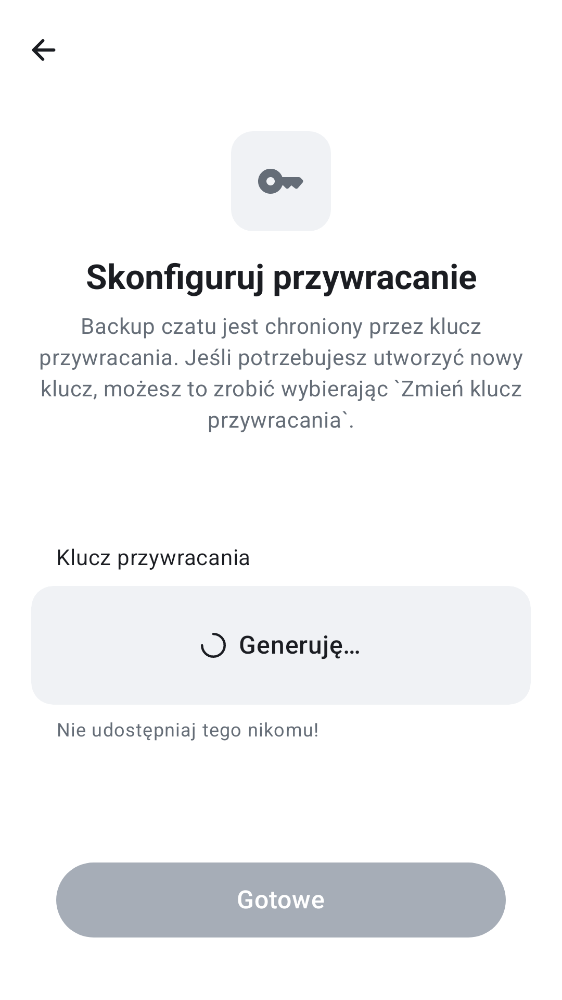 Skonfiguruj przywracanie
Backup czatu jest chroniony przez klucz
przywracania. Jeśli potrzebujesz utworzyć nowy
klucz, możesz to zrobić wybierając `Zmień klucz
przywracania`.
Klucz przywracania
Generuję…
Nie udostępniaj tego nikomu!
Gotowe